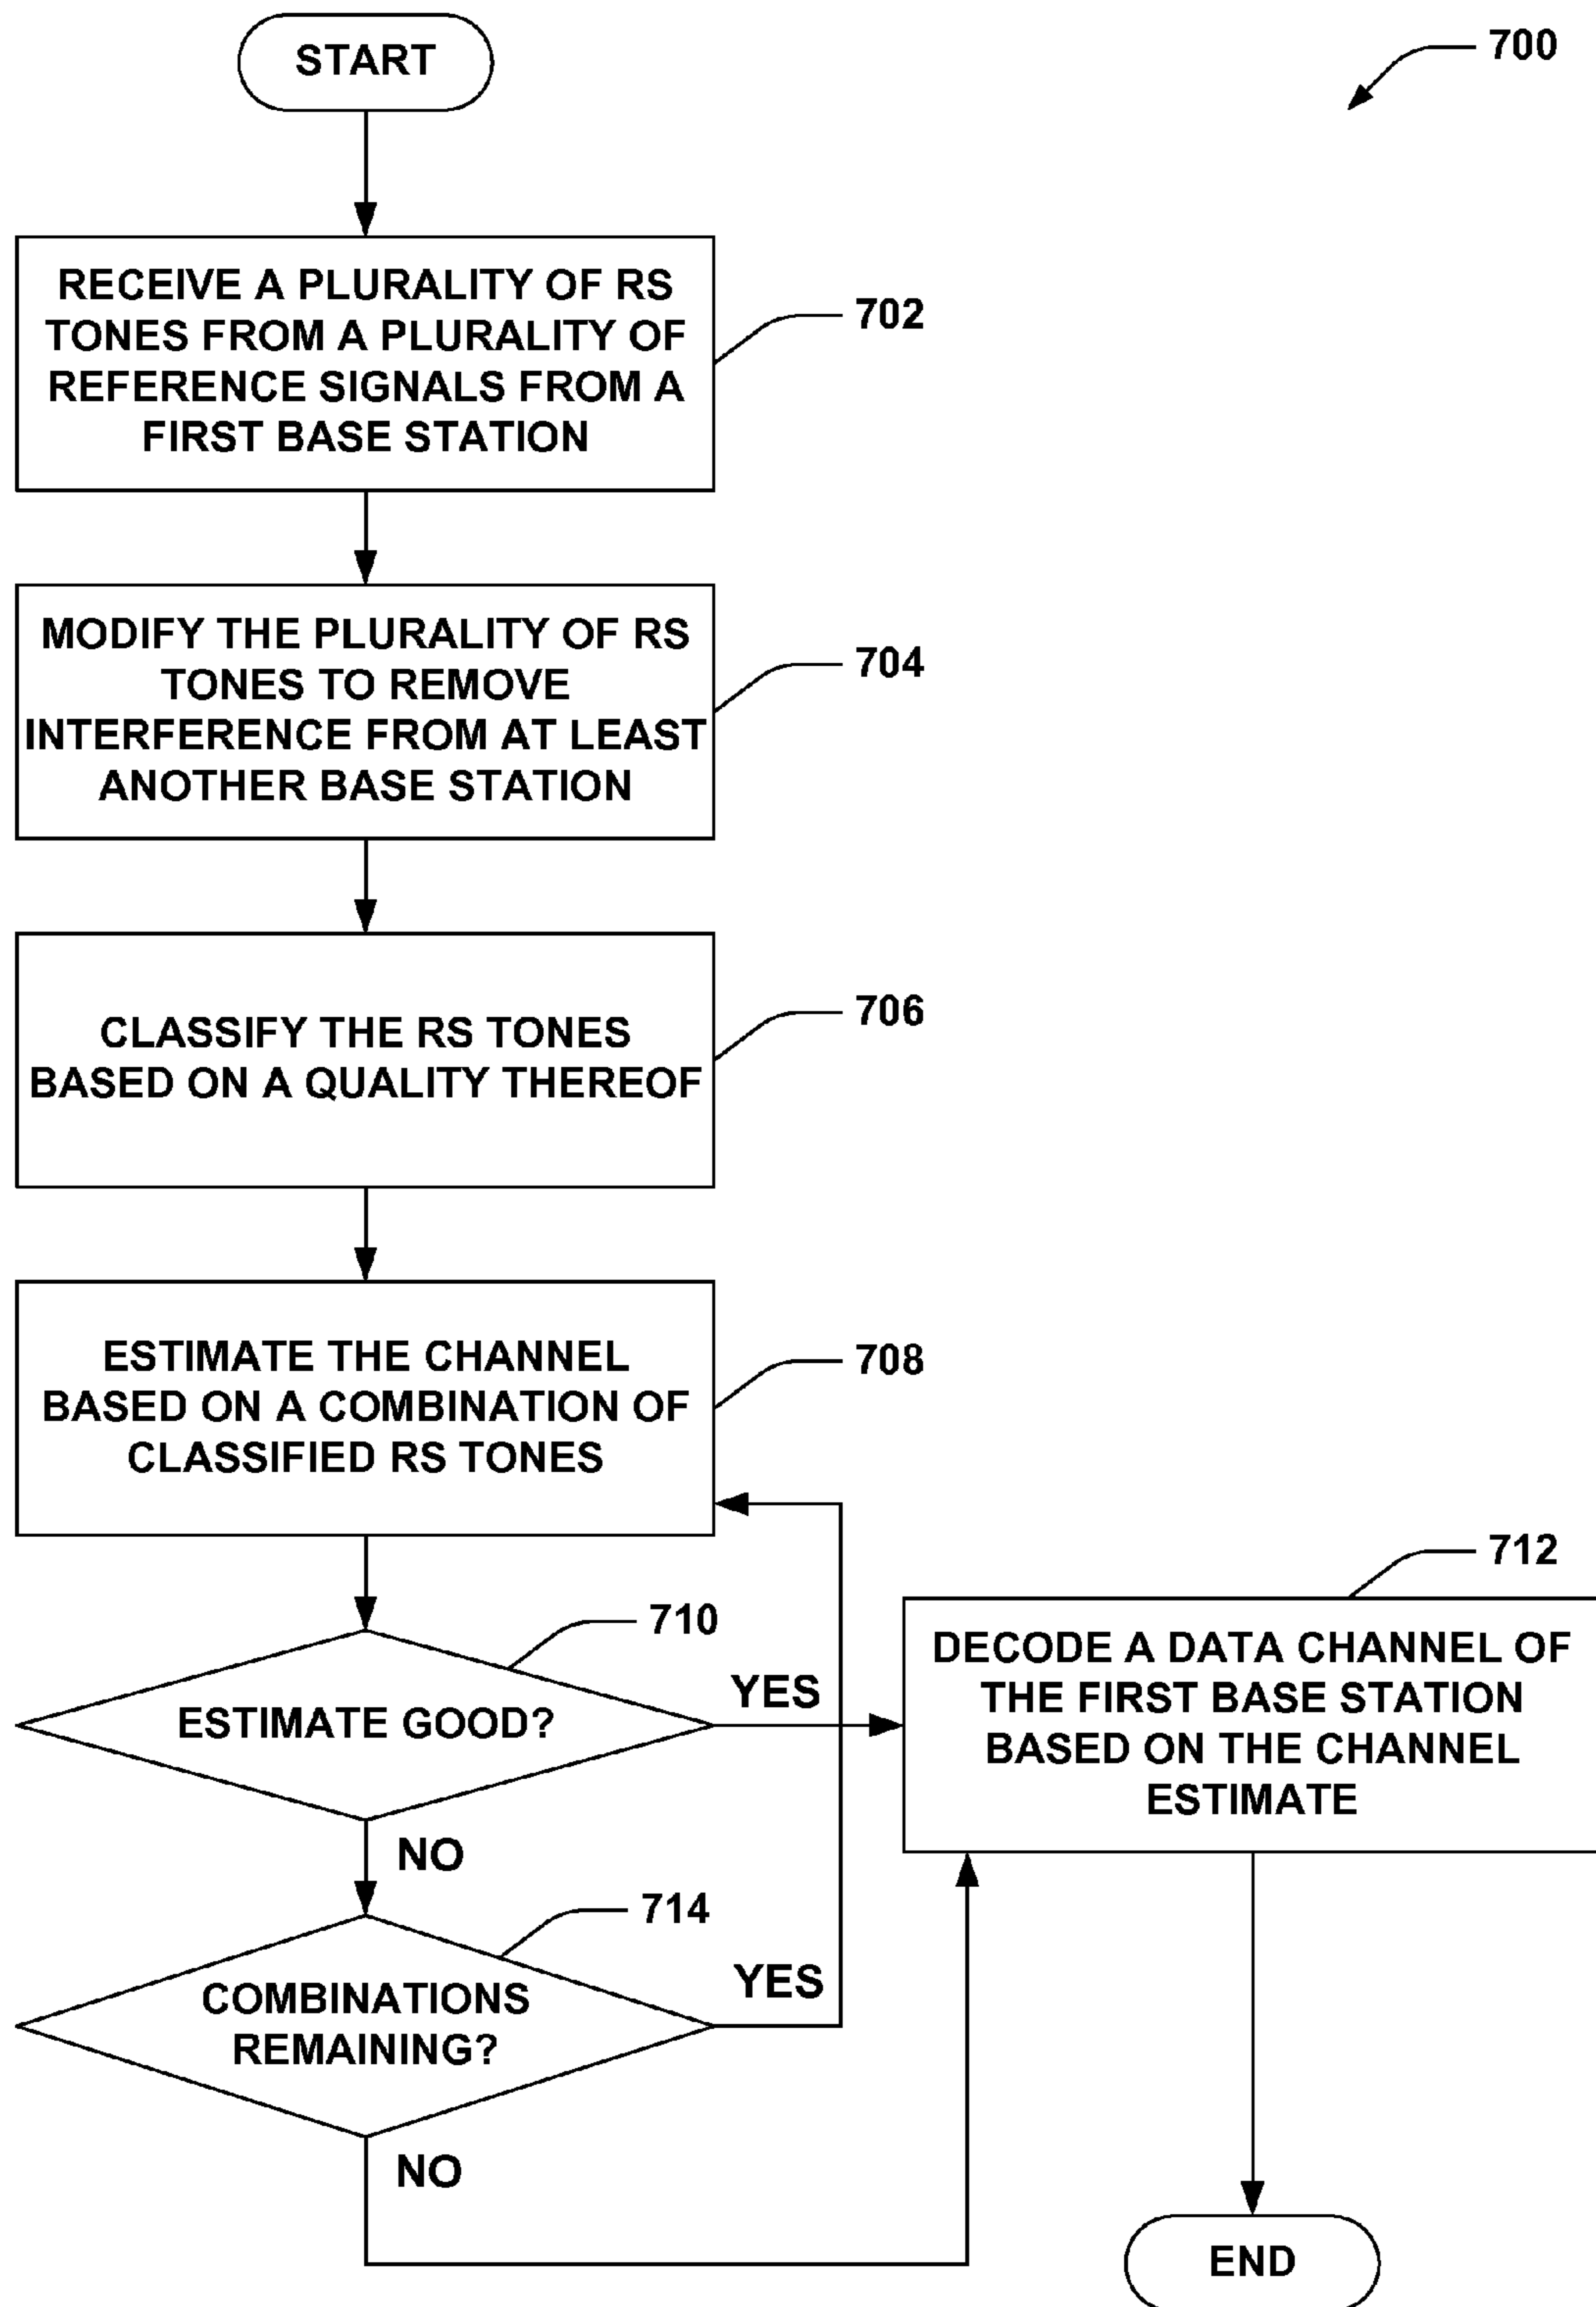 START
700
RECEIVE A PLURALITY OF RS
TONES FROM A PLURALITY OF
REFERENCE SIGNALS FROM A
FIRST BASE STATION
702
MODIFY THE PLURALITY OF RS
TONES TO REMOVE
INTERFERENCE FROM AT LEAST
ANOTHER BASE STATION
704
CLASSIFY THE RS TONES
BASED ON A QUALITY THEREOF
706
ESTIMATE THE CHANNEL
BASED ON A COMBINATION OF
CLASSIFIED RS TONES
708
710
ESTIMATE GOOD?
YES
NO
712
DECODE A DATA CHANNEL OF
THE FIRST BASE STATION
BASED ON THE CHANNEL
ESTIMATE
714
COMBINATIONS
REMAINING?
YES
NO
END